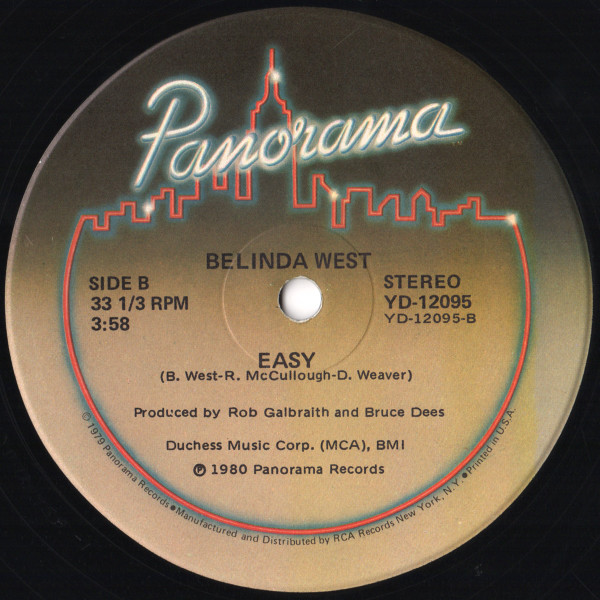 Panorama
BELINDA WEST
SIDE B
33 1/3 RPM
3:58
STEREO
YD-12095
YD-12095-B
EASY
(B. West-R. McCullough-D. Weaver)
Produced by Rob Galbraith and Bruce Dees
Duchess Music Corp. (MCA), BMI
℗ 1980 Panorama Records
© 1979 Panorama Records●Manufactured and Distributed by RCA Records New York, N.Y.●Printed in U.S.A.